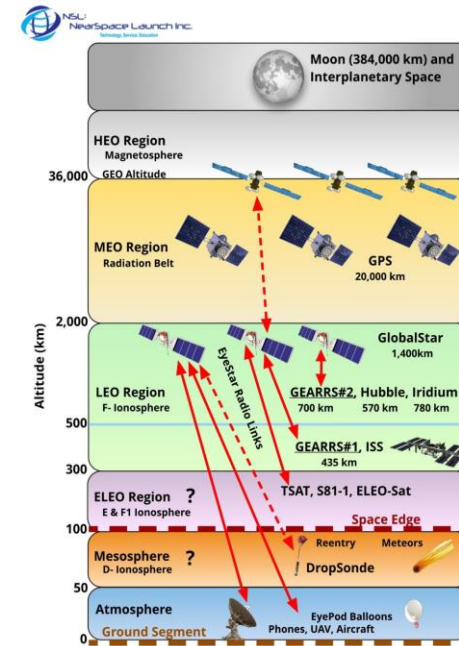 NSL:
NearSpace Launch Inc.
Technology, Service, Education
Moon (384,000 km) and
Interplanetary Space
HEO Region
Magnetosphere
GEO Altitude
36,000
MEO Region
Radiation Belt
GPS
20,000 km
2,000
GlobalStar
1,400km
EyeStar Radio Links
Altitude (km)
LEO Region
F- Ionosphere
GEARRS#2, Hubble, Iridium
700 km 570 km 780 km
500
GEARRS#1, ISS
435 km
300
ELEO Region ?
E & F1 Ionosphere
TSAT, S81-1, ELEO-Sat
Space Edge
100
Mesosphere ?
D- Ionosphere
Reentry Meteors
DropSonde
50
Atmosphere
EyePod Balloons
Phones, UAV, Aircraft
Ground Segment
0